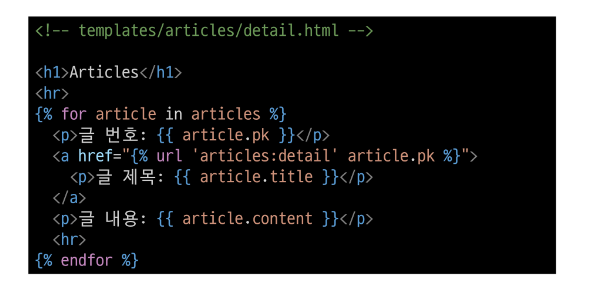 <!-- templates/articles/detail.html -->
<h1>Articles</h1>
<hr>
{% for article in articles %}
<p>글 번호: {{ article.pk }}</p>
<a href="{% url 'articles:detail' article.pk %}">
<p>글 제목: {{ article.title }}</p>
</a>
<p>글 내용: {{ article.content }}</p>
<hr>
{% endfor %}